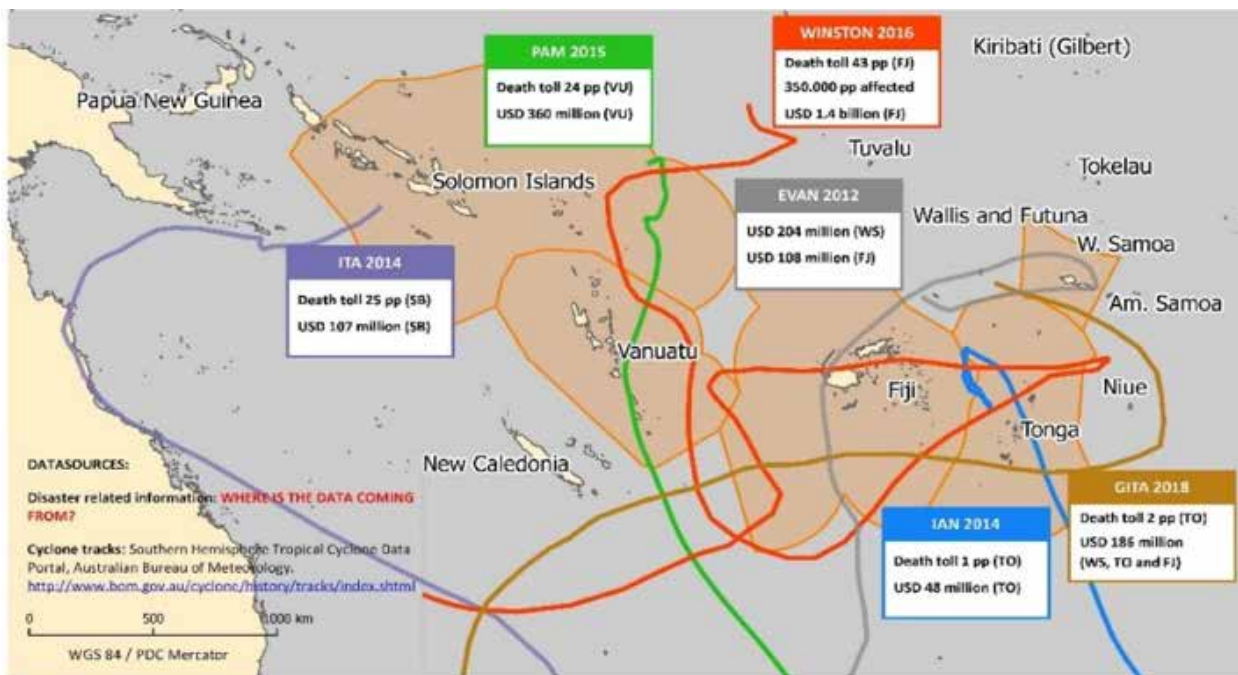 WINSTON 2016
Death toll 43 pp (FJ)
350.000 pp affected
USD 1.4 billion (FJ)
Kiribati (Gilbert)
PAM 2015
Death toll 24 pp (VU)
USD 360 million (VU)
Papua New Guinea
Tuvalu
Tokelau
Solomon Islands
EVAN 2012
USD 204 million (WS)
USD 108 million (FJ)
Wallis and Futuna
W. Samoa
Am. Samoa
ITA 2014
Death toll 25 pp (SB)
USD 107 million (SB)
Vanuatu
Fiji
Niue
Tonga
New Caledonia
DATASOURCES:
Disaster related information: WHERE IS THE DATA COMING
FROM?
Cyclone tracks: Southern Hemisphere Tropical Cyclone Data
Portal, Australian Bureau of Meteorology.
http://www.bom.gov.au/cyclone/history/tracks/index.shtml
0 500 1000 km
WGS 84 / PDC Mercator
IAN 2014
Death toll 1 pp (TO)
USD 48 million (TO)
GITA 2018
Death toll 2 pp (TO)
USD 186 million
(WS, TO and FJ)